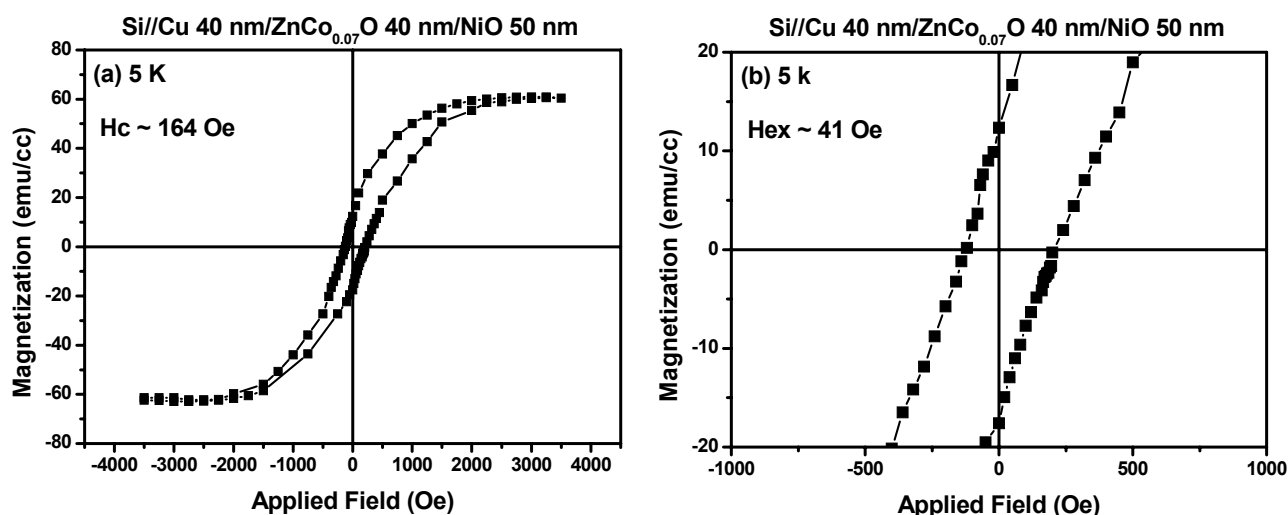 Si//Cu 40 nm/ZnCo0.07O 40 nm/NiO 50 nm
(a) 5 K
Hc ~ 164 Oe
80
60
40
20
0
-20
-40
-60
-80
Magnetization (emu/cc)
-4000 -3000 -2000 -1000 0 1000 2000 3000 4000
Applied Field (Oe)
Si//Cu 40 nm/ZnCo0.07O 40 nm/NiO 50 nm
(b) 5 k
Hex ~ 41 Oe
20
10
0
-10
-20
Magnetization (emu/cc)
-1000 -500 0 500 1000
Applied Field (Oe)